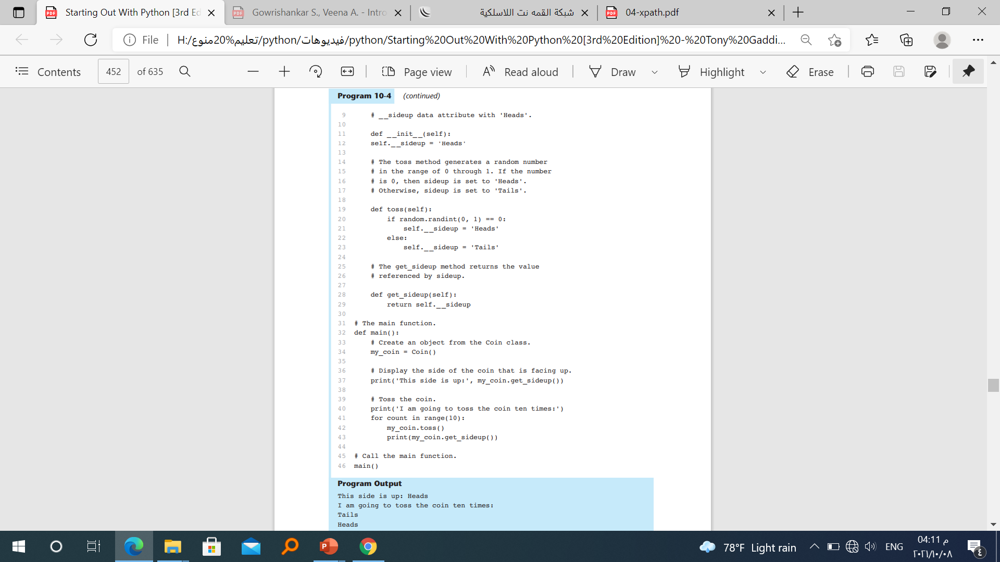 Starting Out With Python [3rd Ed
Gowrishankar S., Veena A. - Intro
شبكة القمه نت اللاسلكية
04-xpath.pdf
File
H:/تعليم%20منوع/python/فيديوهات/python/Starting%20Out%20With%20Python%20[3rd%20Edition]%20-%20Tony%20Gaddi...
Contents 452 of 635 Page view Read aloud Draw Highlight Erase
Program 10-4 (continued)
9 # __sideup data attribute with 'Heads'.
10
11 def __init__(self):
12 self.__sideup = 'Heads'
13
14 # The toss method generates a random number
15 # in the range of 0 through 1. If the number
16 # is 0, then sideup is set to 'Heads'.
17 # Otherwise, sideup is set to 'Tails'.
18
19 def toss(self):
20 if random.randint(0, 1) == 0:
21 self.__sideup = 'Heads'
22 else:
23 self.__sideup = 'Tails'
24
25 # The get_sideup method returns the value
26 # referenced by sideup.
27
28 def get_sideup(self):
29 return self.__sideup
30
31 # The main function.
32 def main():
33 # Create an object from the Coin class.
34 my_coin = Coin()
35
36 # Display the side of the coin that is facing up.
37 print('This side is up:', my_coin.get_sideup())
38
39 # Toss the coin.
40 print('I am going to toss the coin ten times:')
41 for count in range(10):
42 my_coin.toss()
43 print(my_coin.get_sideup())
44
45 # Call the main function.
46 main()
Program Output
This side is up: Heads
I am going to toss the coin ten times:
Tails
Heads
78°F Light rain
ENG
04:11 م
٢٠٢١/١٠/٠٨
٤